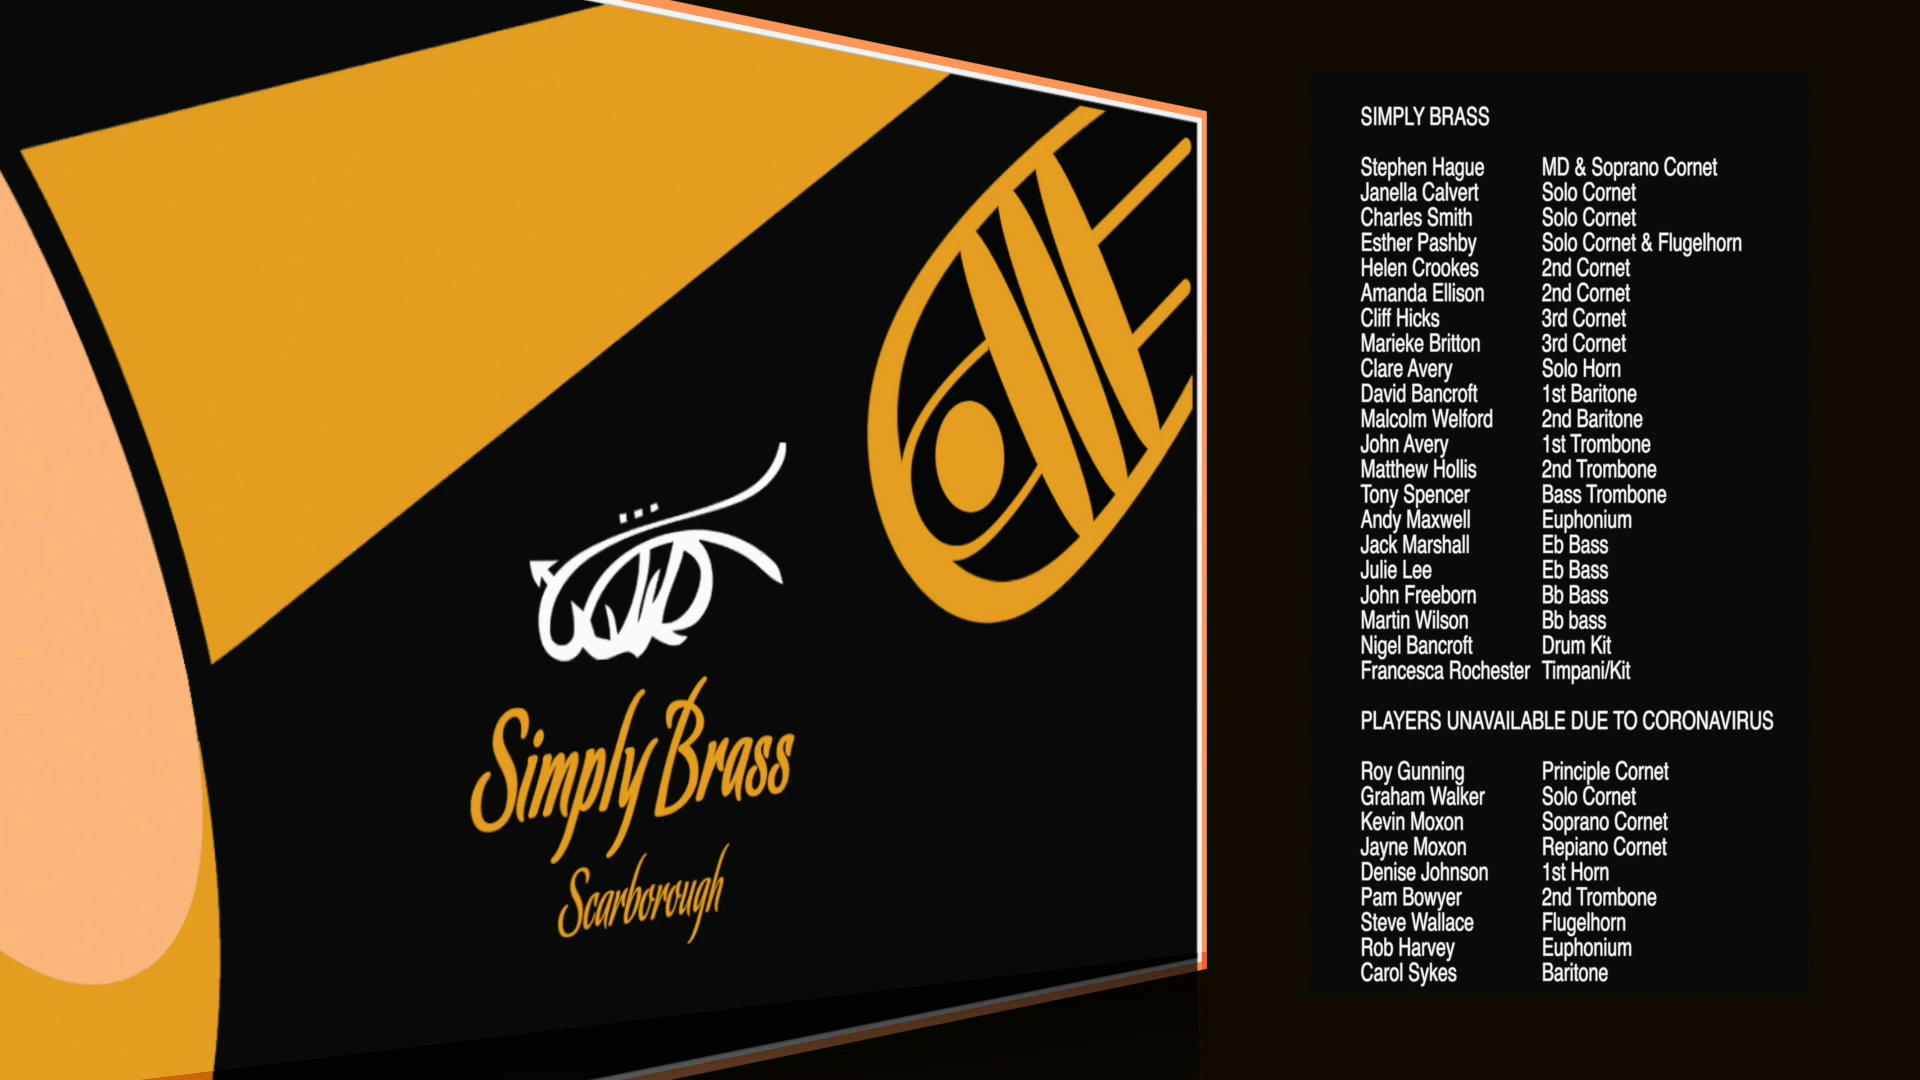 Simply Brass
Scarborough
SIMPLY BRASS
Stephen Hague MD & Soprano Cornet
Janella Calvert Solo Cornet
Charles Smith Solo Cornet
Esther Pashby Solo Cornet & Flugelhorn
Helen Crookes 2nd Cornet
Amanda Ellison 2nd Cornet
Cliff Hicks 3rd Cornet
Marieke Britton 3rd Cornet
Clare Avery Solo Horn
David Bancroft 1st Baritone
Malcolm Welford 2nd Baritone
John Avery 1st Trombone
Matthew Hollis 2nd Trombone
Tony Spencer Bass Trombone
Andy Maxwell Euphonium
Jack Marshall Eb Bass
Julie Lee Eb Bass
John Freeborn Bb Bass
Martin Wilson Bb bass
Nigel Bancroft Drum Kit
Francesca Rochester Timpani/Kit
PLAYERS UNAVAILABLE DUE TO CORONAVIRUS
Roy Gunning Principle Cornet
Graham Walker Solo Cornet
Kevin Moxon Soprano Cornet
Jayne Moxon Repiano Cornet
Denise Johnson 1st Horn
Pam Bowyer 2nd Trombone
Steve Wallace Flugelhorn
Rob Harvey Euphonium
Carol Sykes Baritone